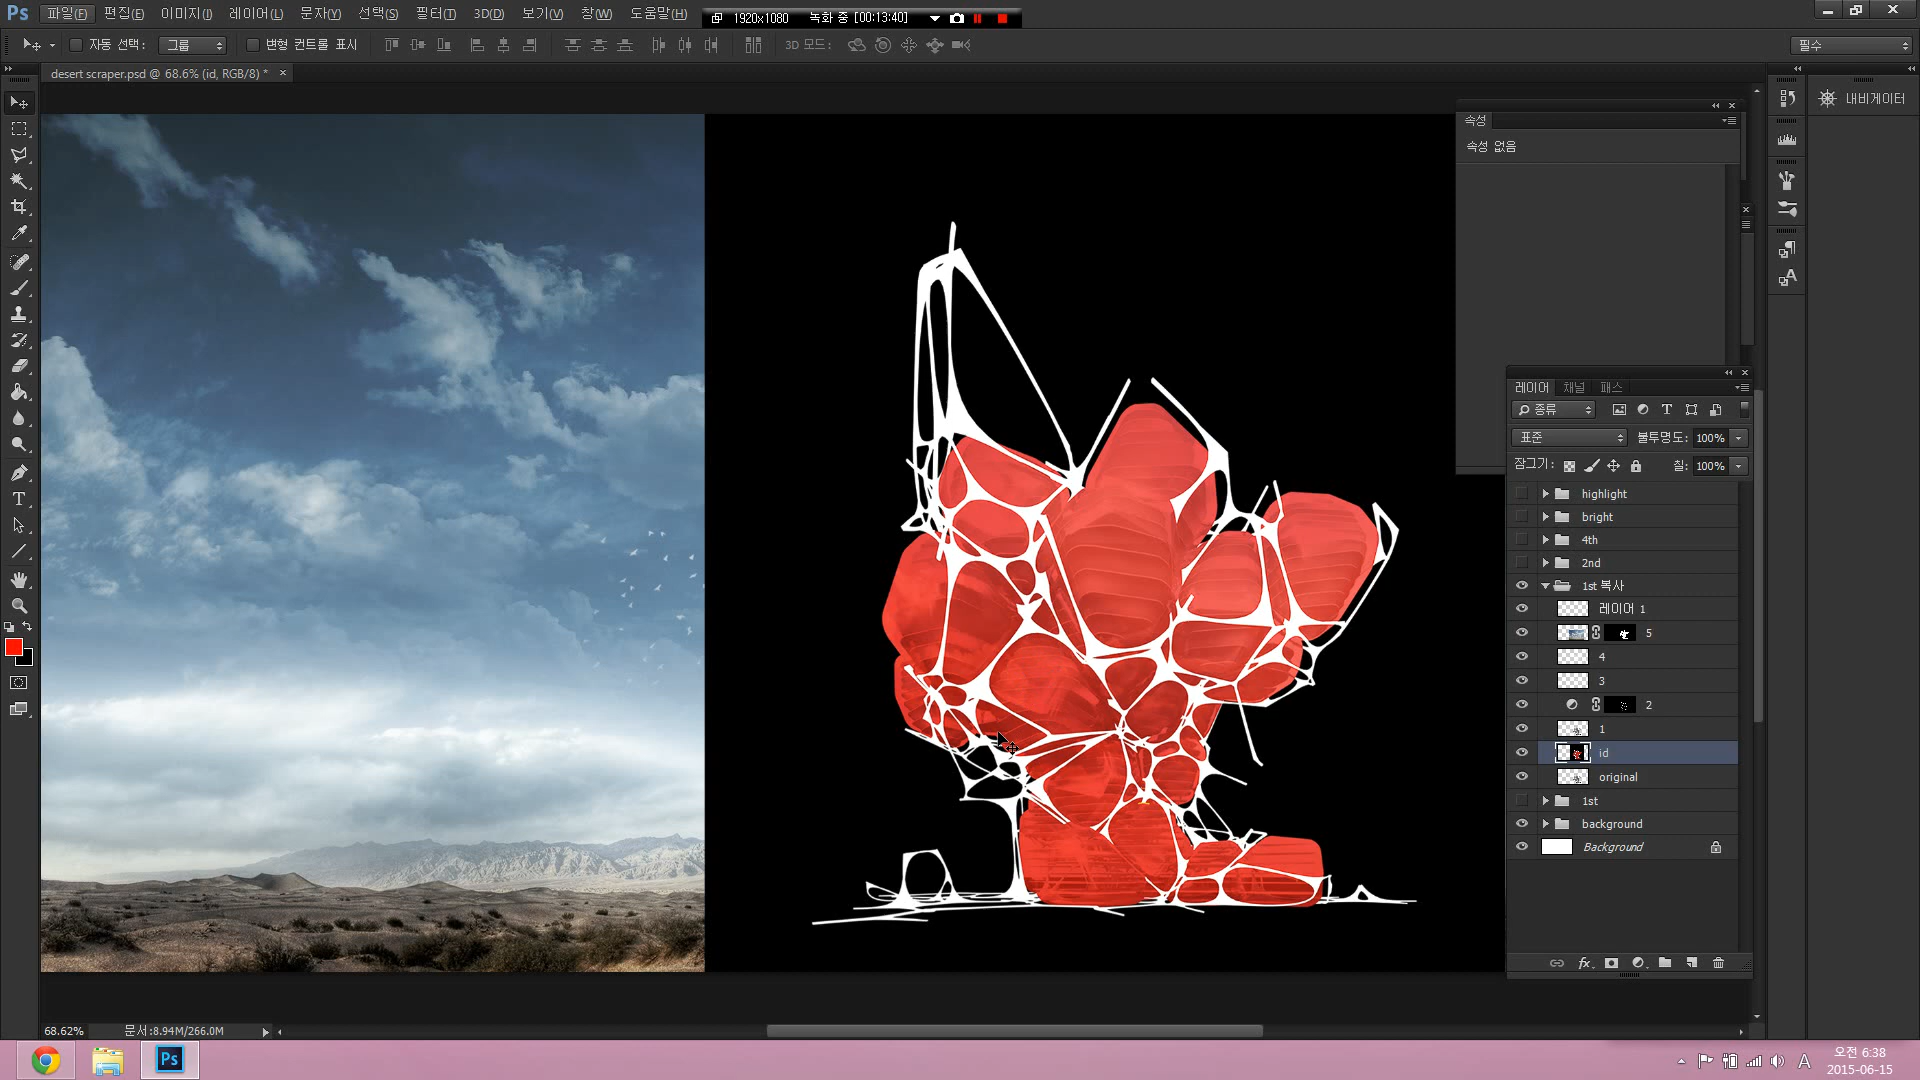 Ps 파일(F) 편집(E) 이미지(I) 레이어(L) 문자(Y) 선택(S) 필터(T) 3D(D) 보기(V) 창(W) 도움말(H) 1920x1080 녹화 중 [00:13:40]
자동 선택: 그룹 변형 컨트롤 표시 3D 모드: 필수
desert scraper.psd @ 68.6% (id, RGB/8) * ×
내비게이터
속성
속성 없음
레이어 채널 패스
종류
표준 불투명도: 100%
잠그기: 칠: 100%
highlight
bright
4th
2nd
1st 복사
레이어 1
5
4
3
2
1
id
original
1st
background
Background
fx
68.62% 문서:8.94M/266.0M
Ps A 오전 6:38
2015-06-15